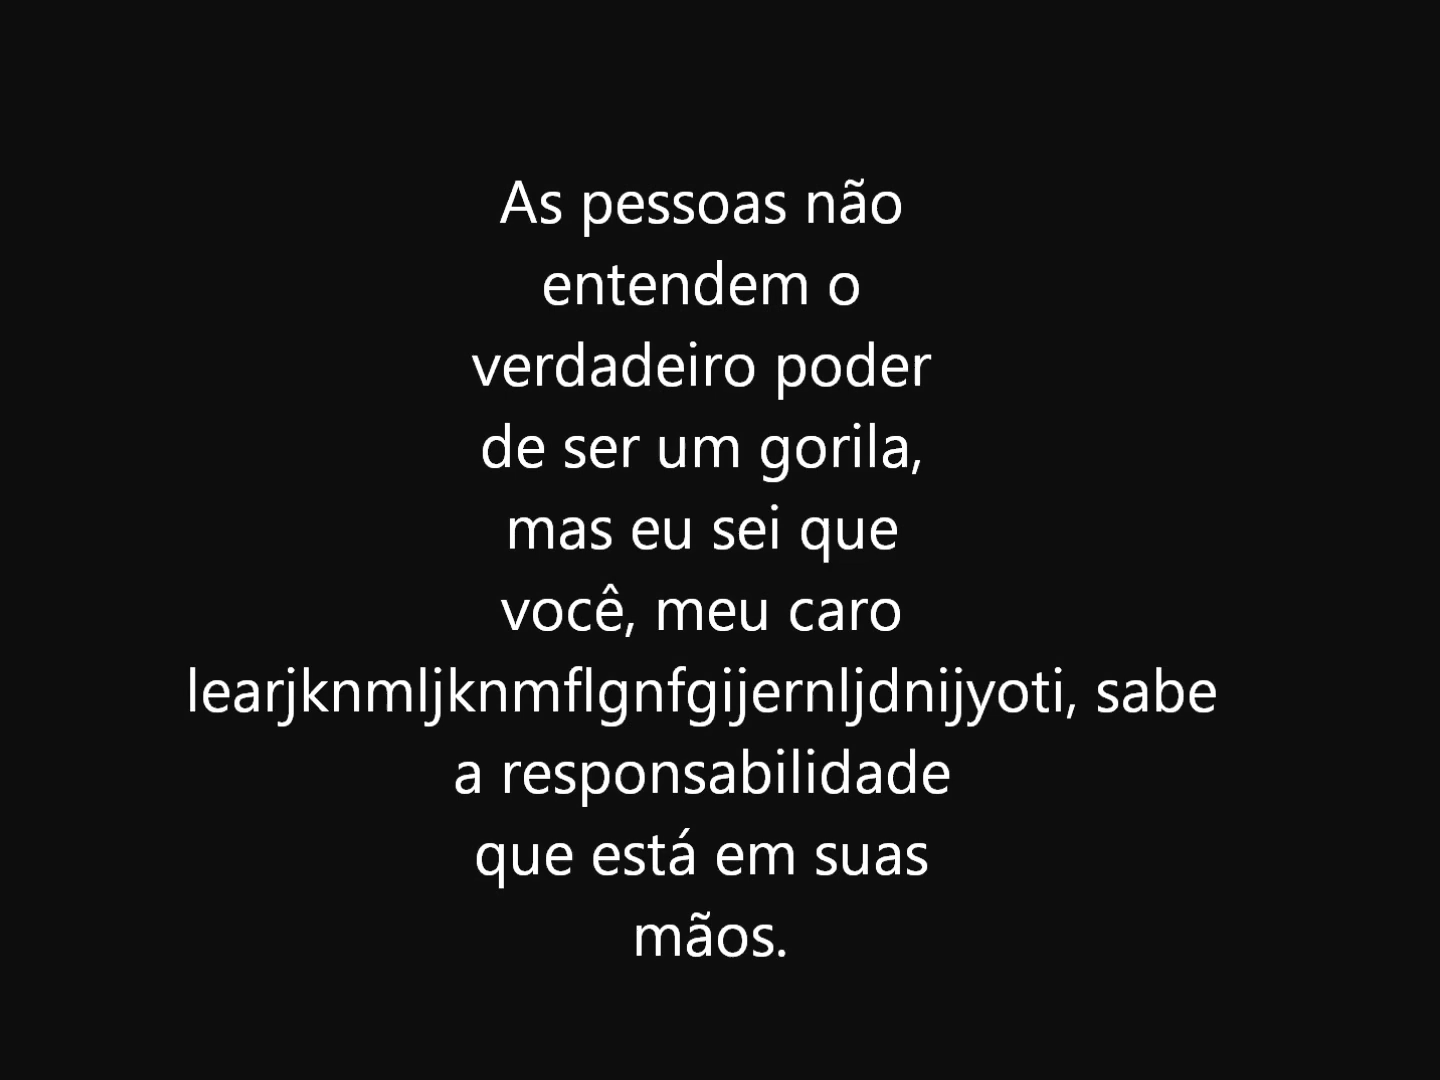 As pessoas não
entendem o
verdadeiro poder
de ser um gorila,
mas eu sei que
você, meu caro
learjknmljknmflgnfgijernljdnijyoti, sabe
a responsabilidade
que está em suas
mãos.